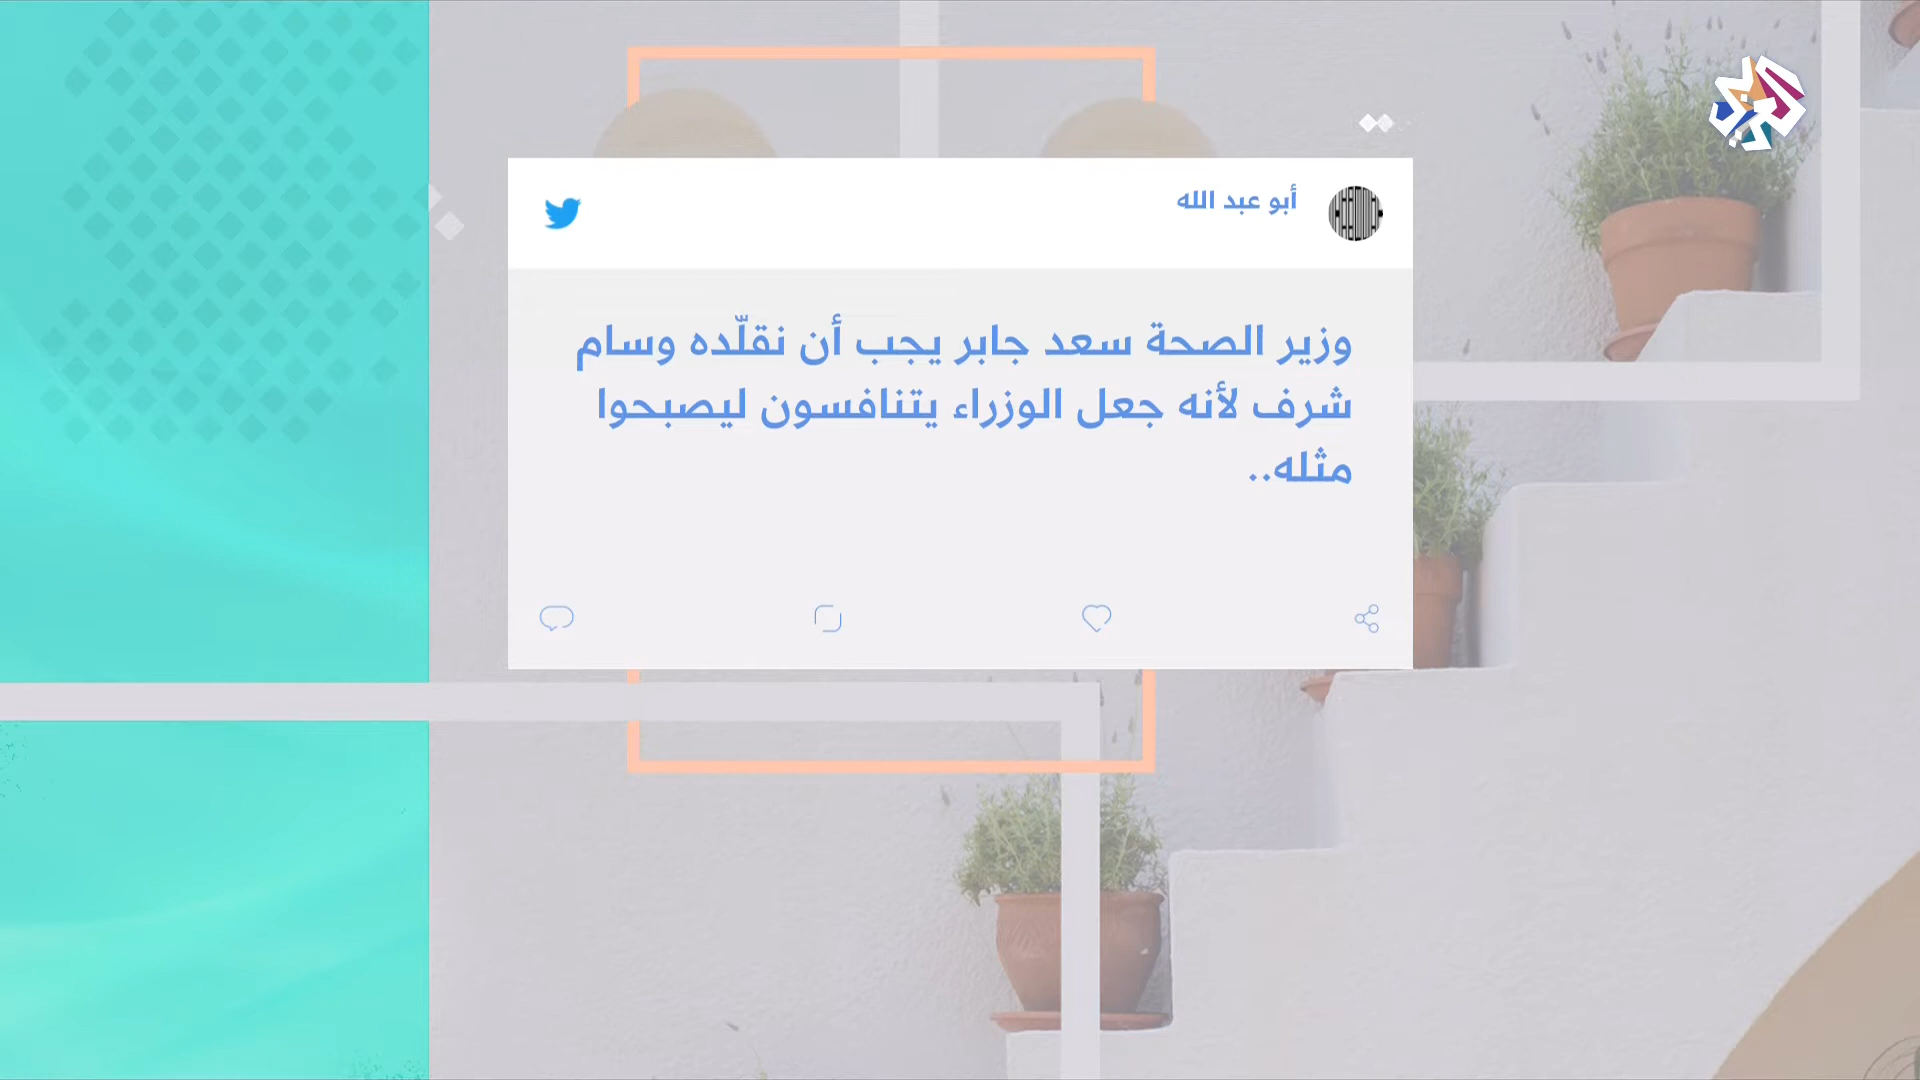 أبو عبد الله
وزير الصحة سعد جابر يجب أن نقلّده وسام
شرف لأنه جعل الوزراء يتنافسون ليصبحوا
مثله..